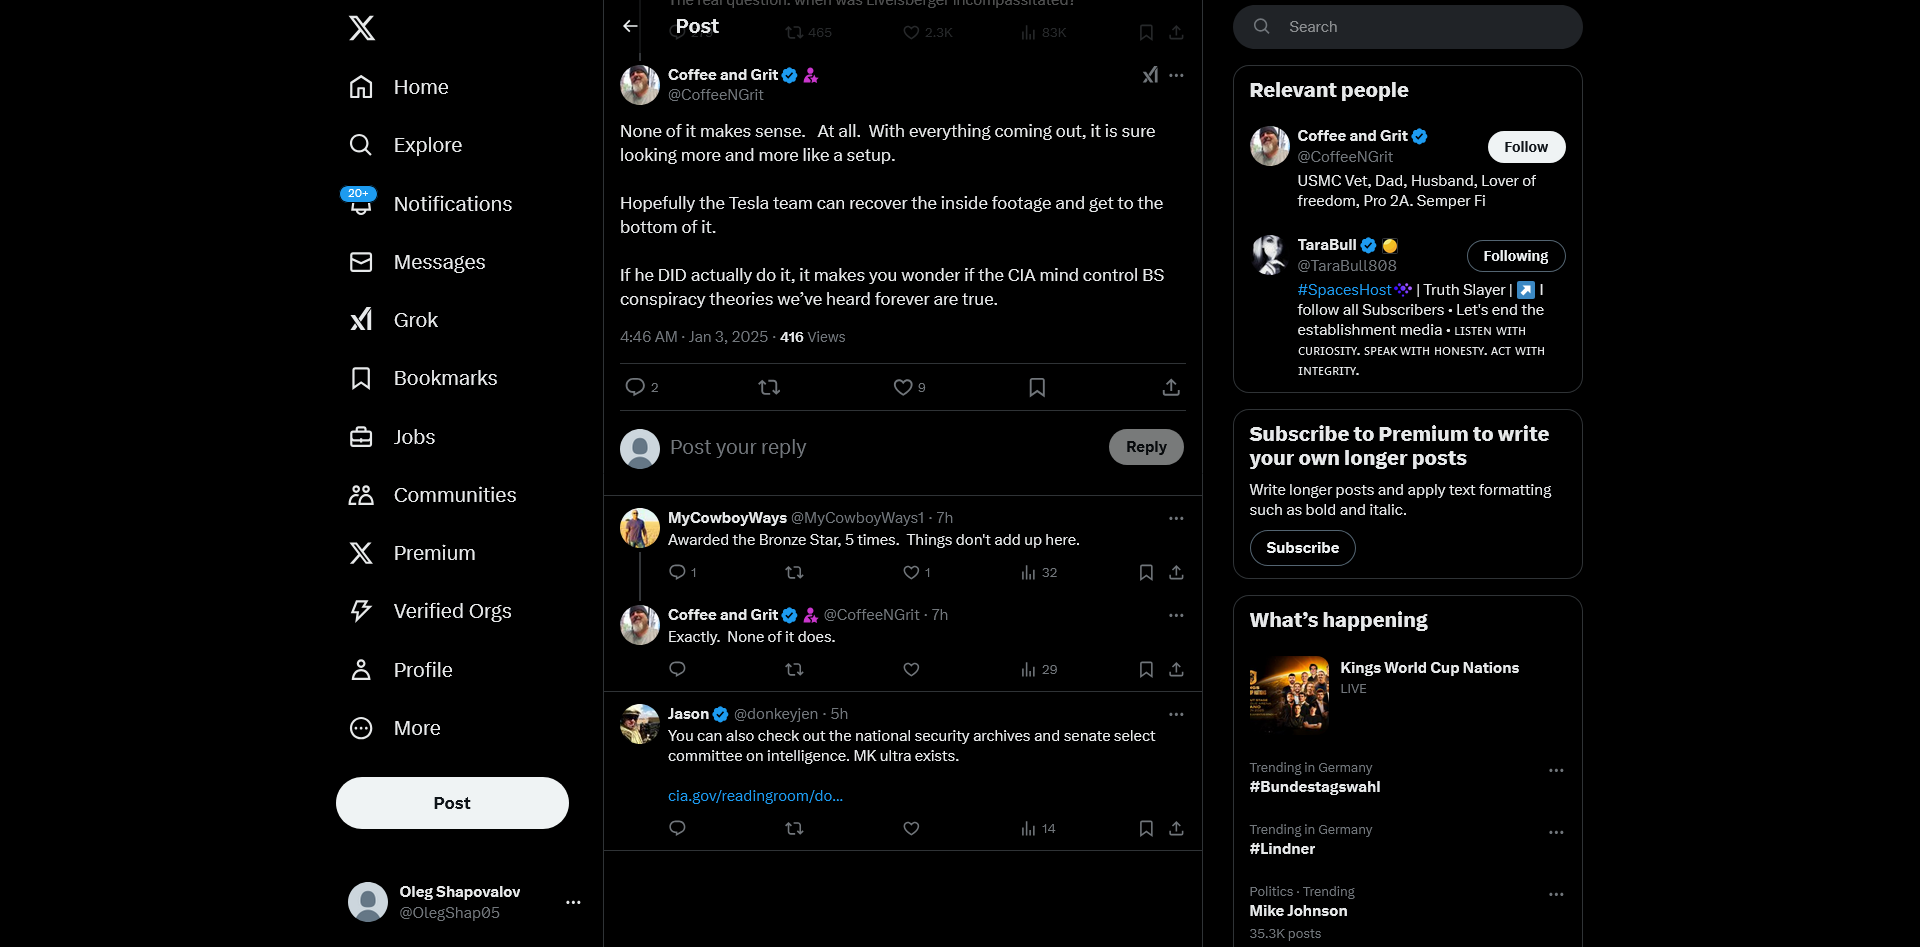 The real question: when was Livelsberger incompassitated?
Post
465
2.3K
83K
Coffee and Grit
@CoffeeNGrit
None of it makes sense. At all. With everything coming out, it is sure
looking more and more like a setup.
Hopefully the Tesla team can recover the inside footage and get to the
bottom of it.
If he DID actually do it, it makes you wonder if the CIA mind control BS
conspiracy theories we’ve heard forever are true.
4:46 AM · Jan 3, 2025 · 416 Views
2
9
Post your reply
Reply
MyCowboyWays @MyCowboyWays1 · 7h
Awarded the Bronze Star, 5 times. Things don't add up here.
1
1
32
Coffee and Grit @CoffeeNGrit · 7h
Exactly. None of it does.
29
Jason @donkeyjen · 5h
You can also check out the national security archives and senate select
committee on intelligence. MK ultra exists.
cia.gov/readingroom/do…
14
Home
Explore
20+
Notifications
Messages
Grok
Bookmarks
Jobs
Communities
Premium
Verified Orgs
Profile
More
Post
Oleg Shapovalov
@OlegShap05
Search
Relevant people
Coffee and Grit
@CoffeeNGrit
Follow
USMC Vet, Dad, Husband, Lover of
freedom, Pro 2A. Semper Fi
TaraBull
@TaraBull808
Following
#SpacesHost | Truth Slayer | I
follow all Subscribers • Let's end the
establishment media • ʟɪsᴛᴇɴ ᴡɪᴛʜ
ᴄᴜʀɪᴏsɪᴛʏ. sᴘᴇᴀᴋ ᴡɪᴛʜ ʜᴏɴᴇsᴛʏ. ᴀᴄᴛ ᴡɪᴛʜ
ɪɴᴛᴇɢʀɪᴛʏ.
Subscribe to Premium to write
your own longer posts
Write longer posts and apply text formatting
such as bold and italic.
Subscribe
What’s happening
Kings World Cup Nations
LIVE
Trending in Germany
#Bundestagswahl
Trending in Germany
#Lindner
Politics · Trending
Mike Johnson
35.3K posts